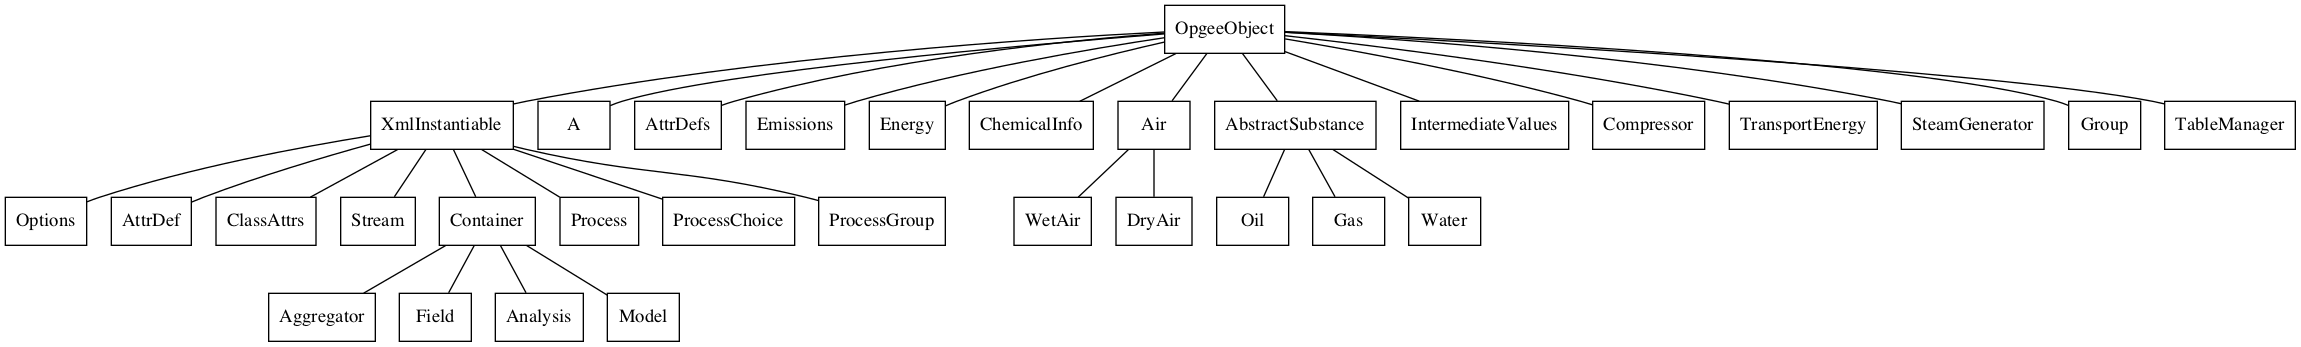 OpgeeObject
XmlInstantiable
A
AttrDefs
Emissions
Energy
ChemicalInfo
Air
AbstractSubstance
IntermediateValues
Compressor
TransportEnergy
SteamGenerator
Group
TableManager
Options
AttrDef
ClassAttrs
Stream
Container
Process
ProcessChoice
ProcessGroup
WetAir
DryAir
Oil
Gas
Water
Aggregator
Field
Analysis
Model